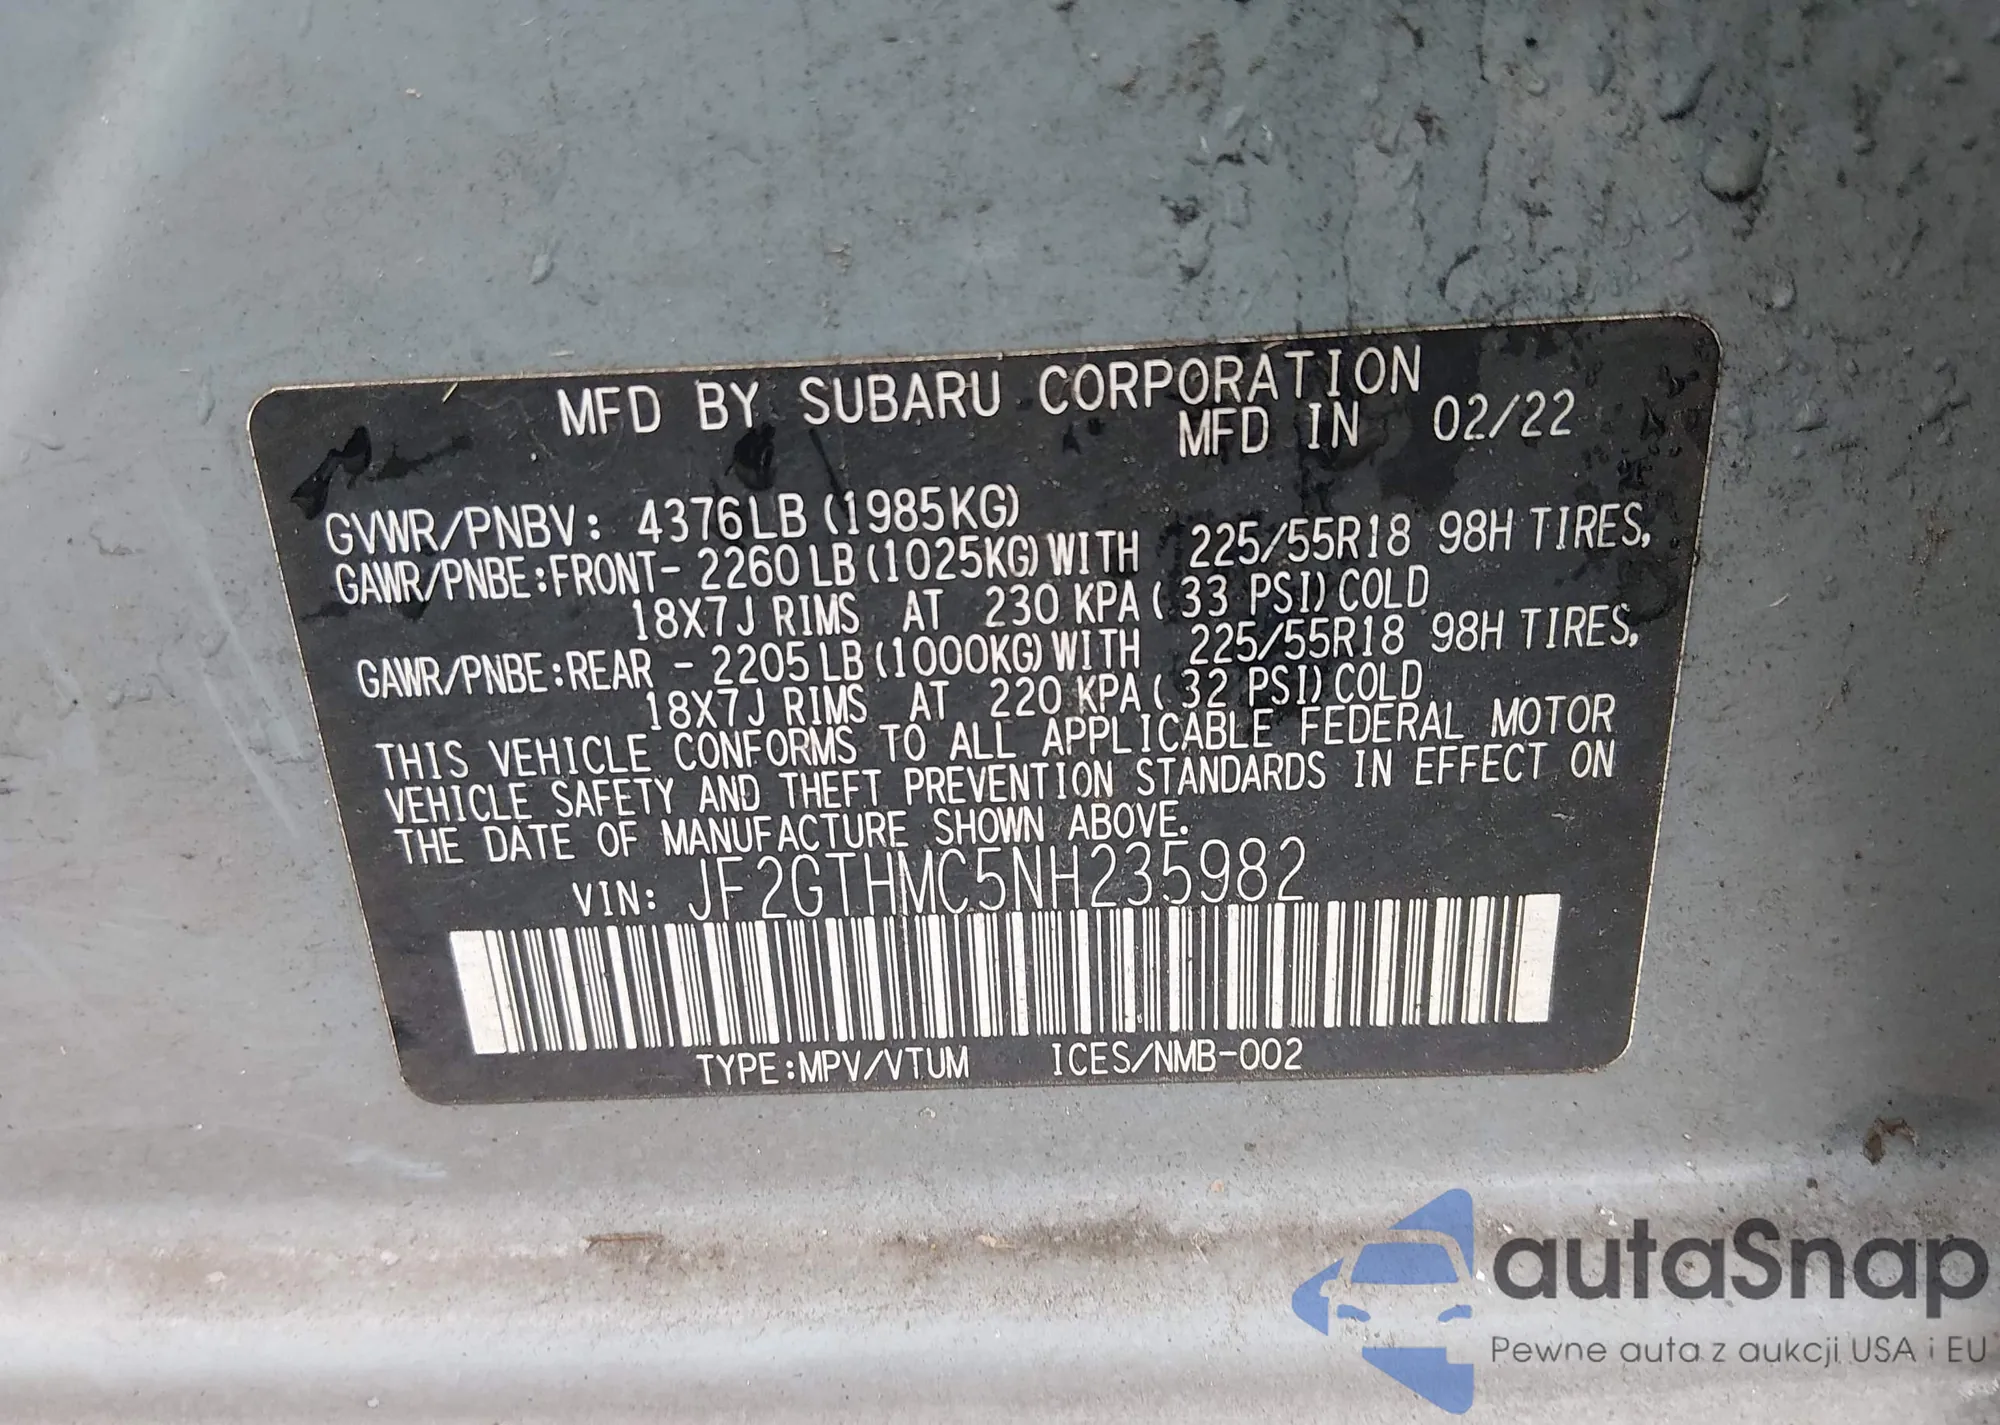 MFD BY SUBARU CORPORATION
MFD IN 02/22
GVWR/PNBV: 4376LB (1985KG)
GAWR/PNBE:FRONT- 2260LB (1025KG) WITH 225/55R18 98H TIRES,
18X7J RIMS AT 230 KPA ( 33 PSI) COLD
GAWR/PNBE:REAR - 2205LB (1000KG) WITH 225/55R18 98H TIRES,
18X7J RIMS AT 220 KPA ( 32 PSI) COLD
THIS VEHICLE CONFORMS TO ALL APPLICABLE FEDERAL MOTOR
VEHICLE SAFETY AND THEFT PREVENTION STANDARDS IN EFFECT ON
THE DATE OF MANUFACTURE SHOWN ABOVE.
VIN: JF2GTHMC5NH235982
TYPE:MPV/VTUM ICES/NMB-002
autaSnap
Pewne auta z aukcji USA i EU